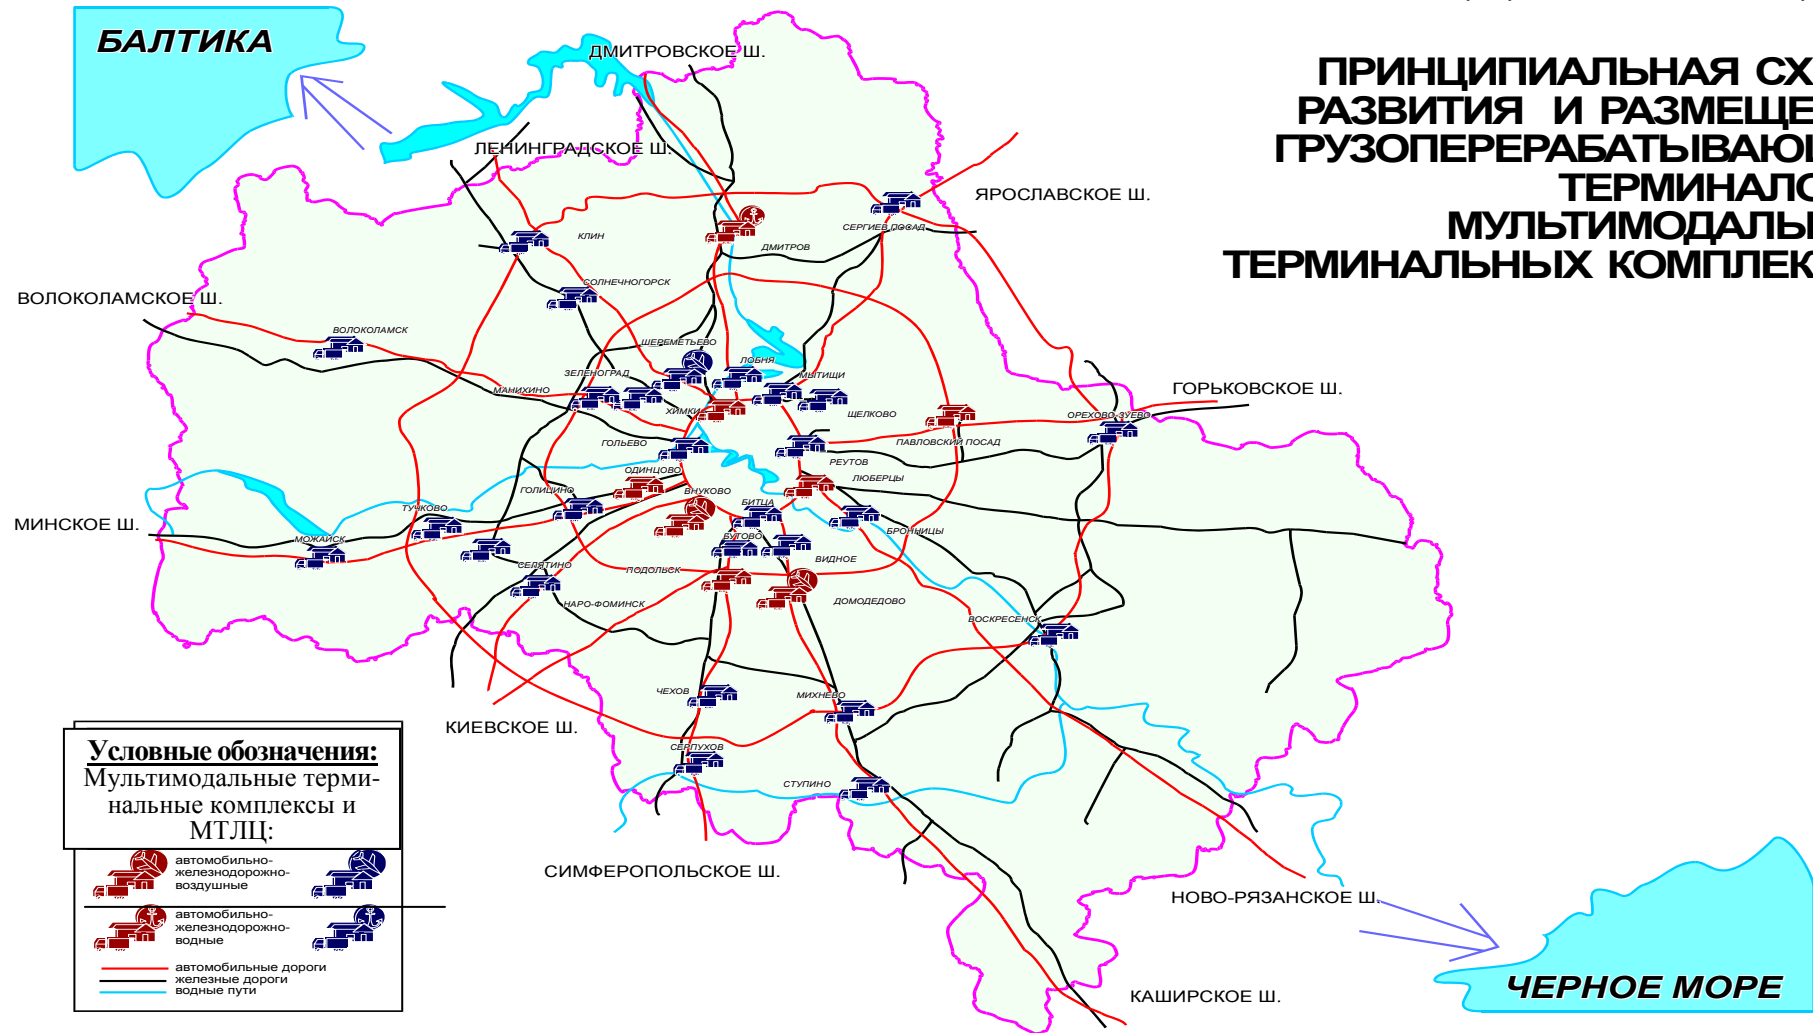 БАЛТИКА
ДМИТРОВСКОЕ Ш.
ПРИНЦИПИАЛЬНАЯ СХ
РАЗВИТИЯ И РАЗМЕЩЕ
ГРУЗОПЕРЕРАБАТЫВАЮ
ТЕРМИНАЛО
МУЛЬТИМОДАЛЬ
ТЕРМИНАЛЬНЫХ КОМПЛЕК
ЛЕНИНГРАДСКОЕ Ш.
ЯРОСЛАВСКОЕ Ш.
СЕРГИЕВ ПОСАД
КЛИН
ДМИТРОВ
СОЛНЕЧНОГОРСК
ВОЛОКОЛАМСКОЕ Ш.
ВОЛОКОЛАМСК
ШЕРЕМЕТЬЕВО
ЛОБНЯ
ЗЕЛЕНОГРАД
МЫТИЩИ
МАНИХИНО
ГОРЬКОВСКОЕ Ш.
ХИМКИ
ЩЕЛКОВО
ОРЕХОВО-ЗУЕВО
ГОЛЬЕВО
ПАВЛОВСКИЙ ПОСАД
РЕУТОВ
ОДИНЦОВО
ЛЮБЕРЦЫ
ГОЛИЦИНО
ВНУКОВО
БИТЦА
ТУЧКОВО
МИНСКОЕ Ш.
БРОННИЦЫ
МОЖАЙСК
БУТОВО
ВИДНОЕ
СЕЛЯТИНО
ПОДОЛЬСК
НАРО-ФОМИНСК
ДОМОДЕДОВО
ВОСКРЕСЕНСК
ЧЕХОВ
МИХНЕВО
КИЕВСКОЕ Ш.
СЕРПУХОВ
СТУПИНО
СИМФЕРОПОЛЬСКОЕ Ш.
НОВО-РЯЗАНСКОЕ Ш.
КАШИРСКОЕ Ш.
ЧЕРНОЕ МОРЕ
Условные обозначения:
Мультимодальные терми-
нальные комплексы и
МТЛЦ:
автомобильно-
железнодорожно-
воздушные
автомобильно-
железнодорожно-
водные
автомобильные дороги
железные дороги
водные пути